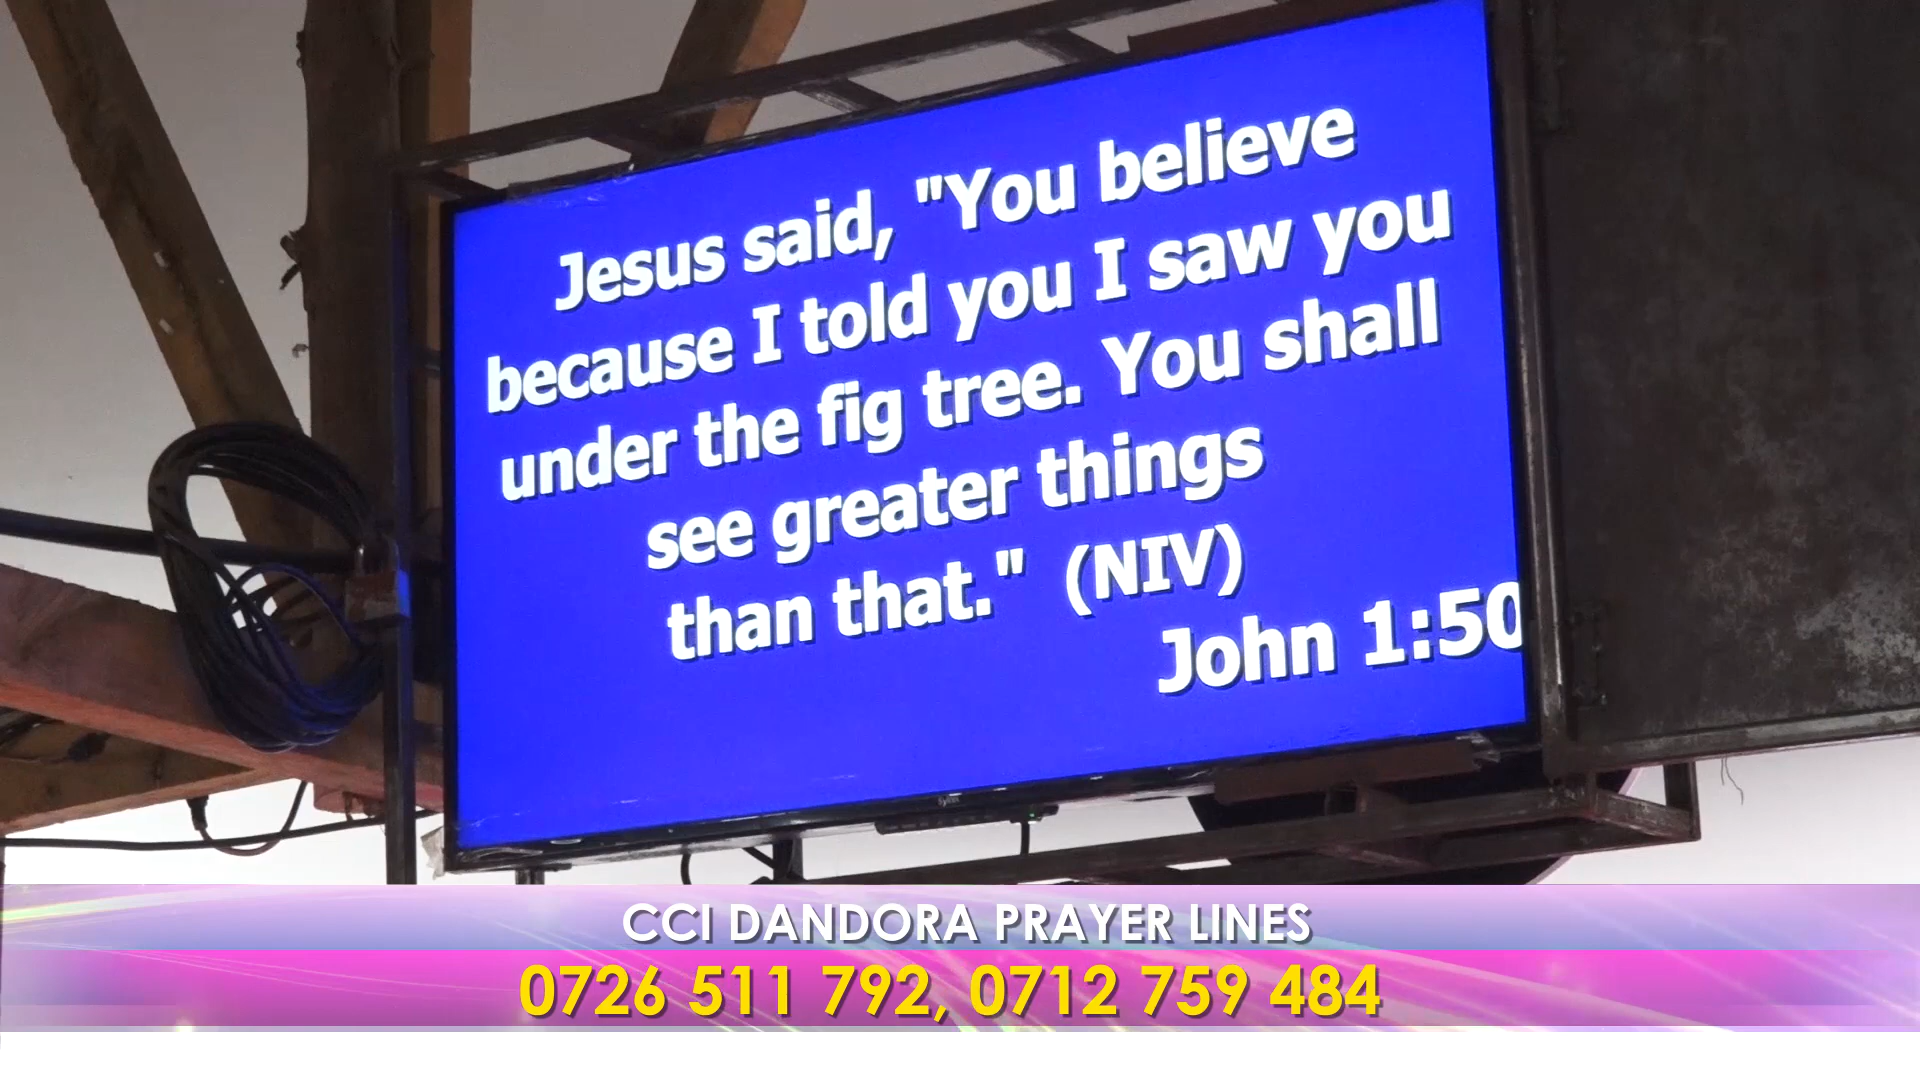 Jesus said, "You believe
because I told you I saw you
under the fig tree. You shall
see greater things
than that." (NIV)
John 1:50
CCI DANDORA PRAYER LINES
0726 511 792, 0712 759 484